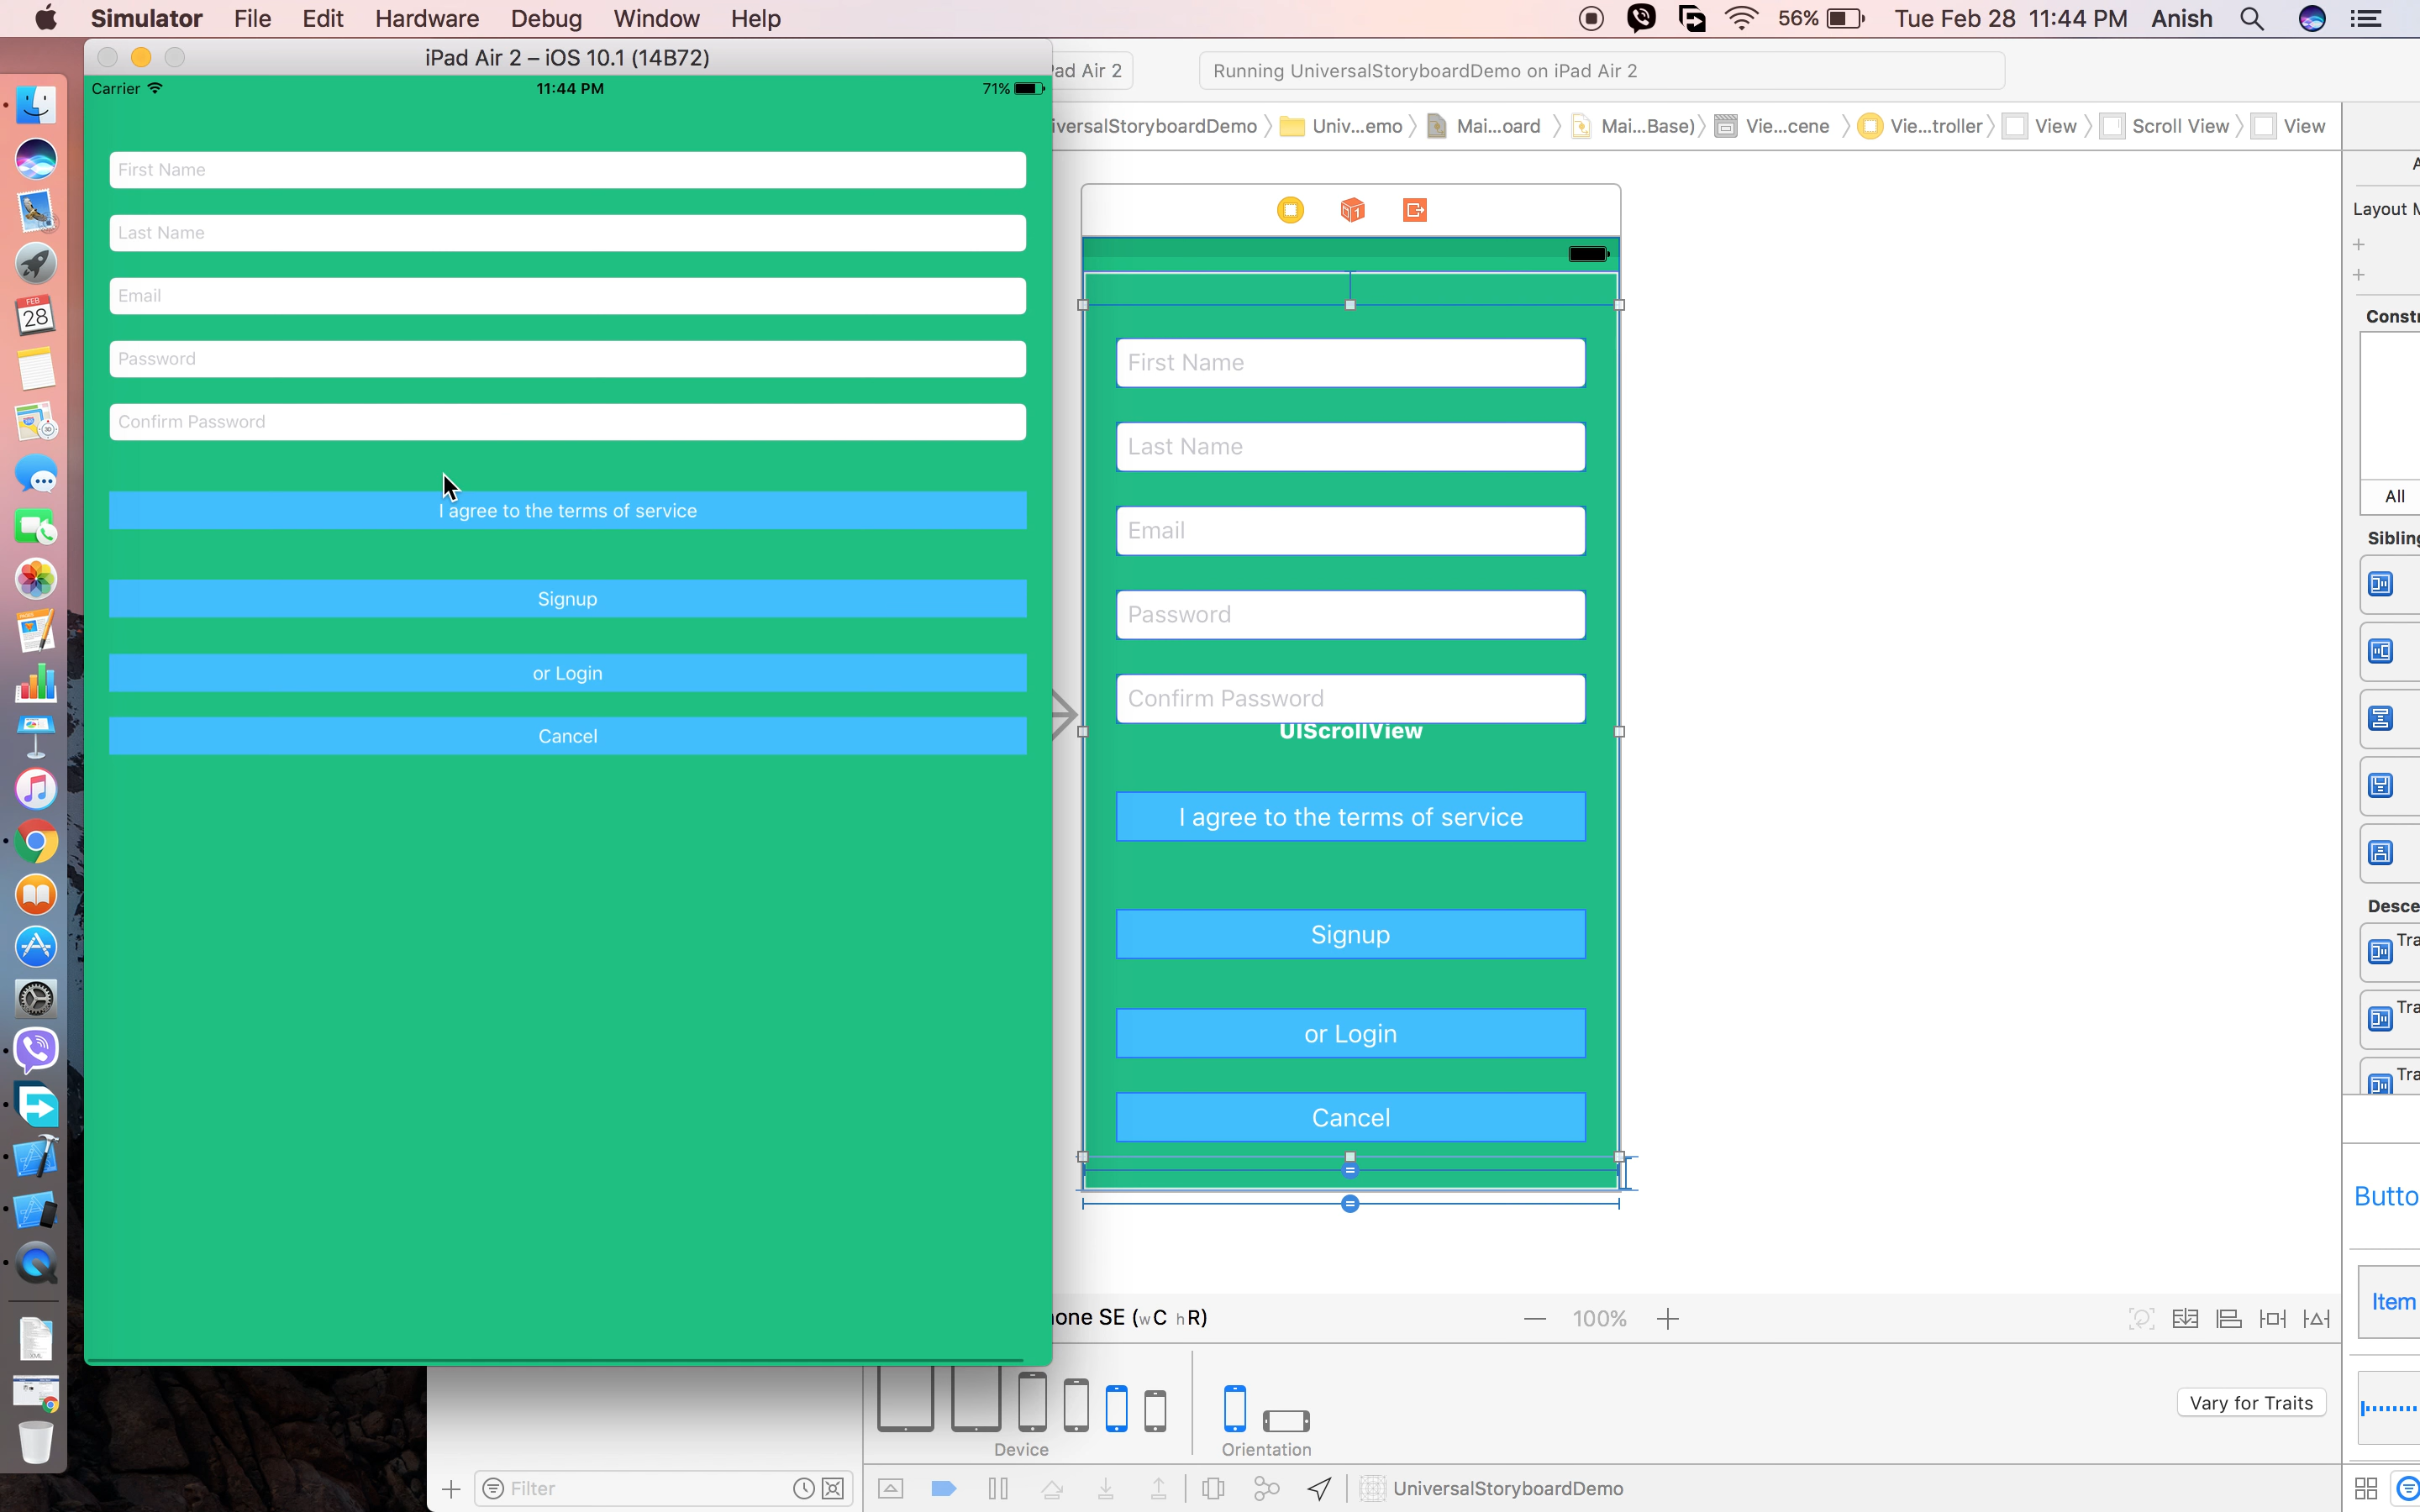 Simulator File Edit Hardware Debug Window Help 56% Tue Feb 28 11:44 PM Anish
iPad Air 2 – iOS 10.1 (14B72)
Carrier 11:44 PM 71%
First Name
Last Name
Email
Password
Confirm Password
I agree to the terms of service
Signup
or Login
Cancel
ad Air 2 Running UniversalStoryboardDemo on iPad Air 2
iversalStoryboardDemo Univ...emo Mai...oard Mai...Base) Vie...cene Vie...troller View Scroll View View
First Name
Last Name
Email
Password
Confirm Password
UIScrollView
I agree to the terms of service
Signup
or Login
Cancel
one SE (wC hR) 100%
Device
Orientation
Vary for Traits
Filter
UniversalStoryboardDemo
Layout M
Constr
All
Sibling
Desce
Tra
Tra
Tra
Butto
Item
FEB
28